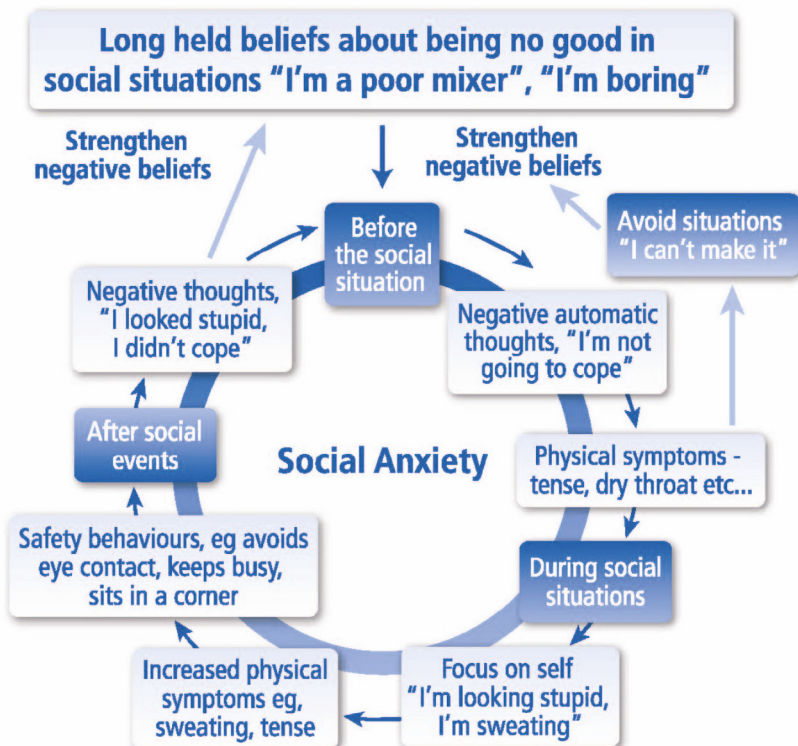 Long held beliefs about being no good in
social situations “I’m a poor mixer”, “I’m boring”
Strengthen
negative beliefs
Strengthen
negative beliefs
Before
the social
situation
Avoid situations
“I can’t make it”
Negative automatic
thoughts, “I’m not
going to cope”
Physical symptoms -
tense, dry throat etc...
During social
situations
Focus on self
“I’m looking stupid,
I’m sweating”
Increased physical
symptoms eg,
sweating, tense
Safety behaviours, eg avoids
eye contact, keeps busy,
sits in a corner
After social
events
Negative thoughts,
“I looked stupid,
I didn’t cope”
Social Anxiety